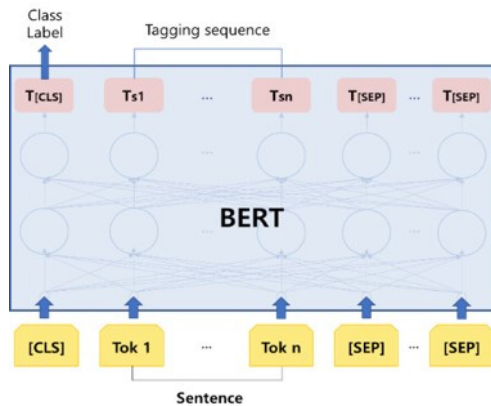 Class
Label
Tagging sequence
T[CLS] Ts1 ... Tsn T[SEP] ... T[SEP]
... ...
BERT
... ...
[CLS] Tok 1 ... Tok n [SEP] ... [SEP]
Sentence